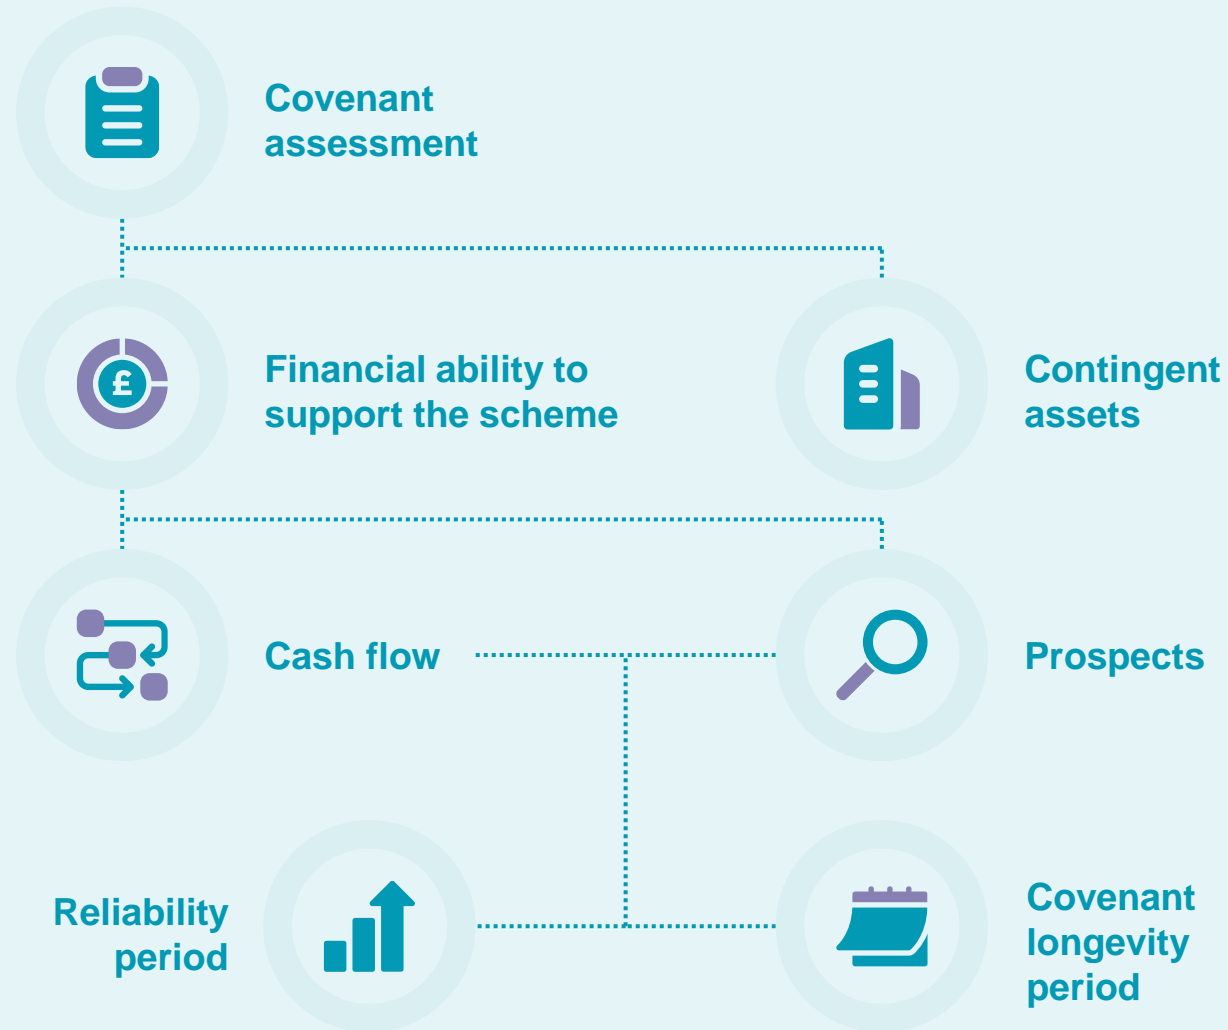 Covenant
assessment
£
Financial ability to
support the scheme
Contingent
assets
Cash flow
Prospects
Reliability
period
Covenant
longevity
period